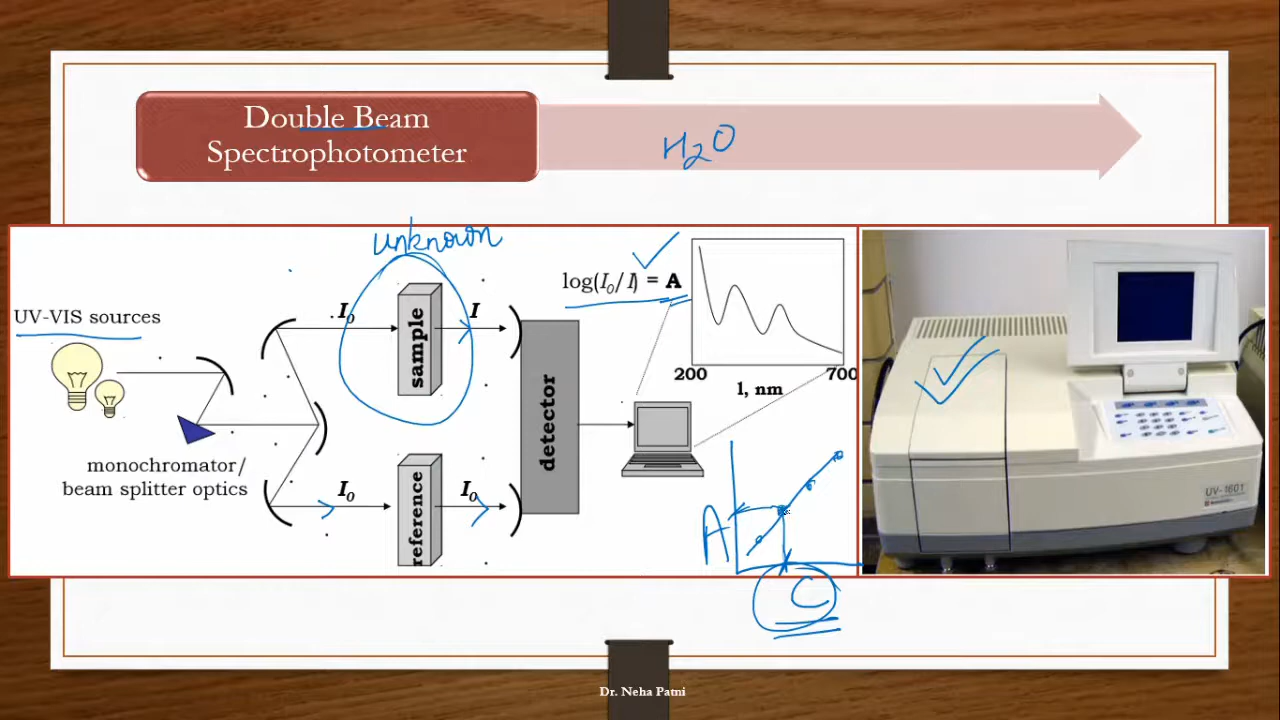 Double Beam
Spectrophotometer
H2O
unknown
UV-VIS sources
I0
sample
I
log(I0/I) = A
200
700
l, nm
detector
monochromator/
beam splitter optics
I0
reference
I0
A
C
UV-1601
Dr. Neha Patni